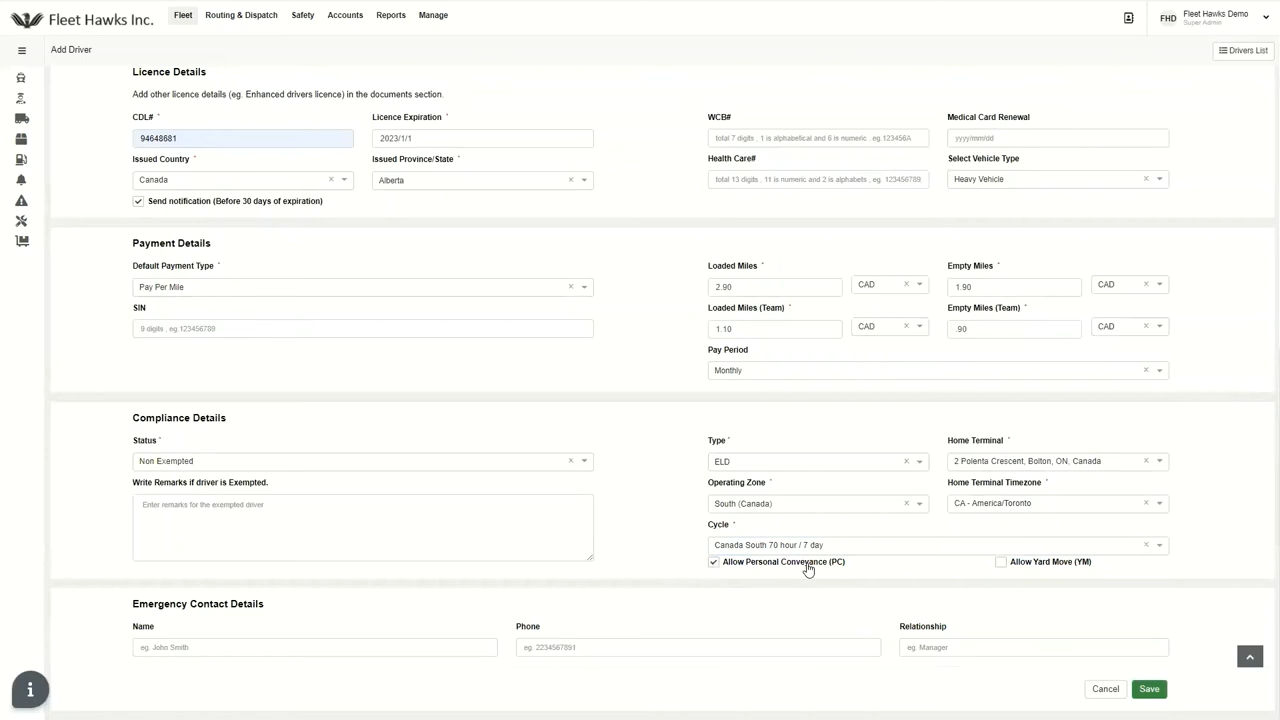 Fleet Hawks Inc.
Fleet
Routing & Dispatch
Safety
Accounts
Reports
Manage
FHD
Fleet Hawks Demo
Super Admin
Add Driver
Drivers List
Licence Details
Add other licence details (eg. Enhanced drivers licence) in the documents section.
CDL# *
Licence Expiration *
WCB#
Medical Card Renewal
94648681
2023/1/1
total 7 digits , 1 is alphabetical and 6 is numeric . eg.123456A
yyyy/mm/dd
Issued Country *
Issued Province/State *
Health Care#
Select Vehicle Type
Canada
Alberta
total 13 digits , 11 is numeric and 2 is alphabets , eg. 123456789
Heavy Vehicle
Send notification (Before 30 days of expiration)
Payment Details
Default Payment Type *
Loaded Miles *
Empty Miles *
Pay Per Mile
2.90
CAD
1.90
CAD
SIN
Loaded Miles (Team) *
Empty Miles (Team) *
9 digits , eg.123456789
1.10
CAD
.90
CAD
Pay Period
Monthly
Compliance Details
Status *
Type *
Home Terminal *
Non Exempted
ELD
2 Polenta Crescent, Bolton, ON, Canada
Write Remarks if driver is Exempted.
Operating Zone *
Home Terminal Timezone *
Enter remarks for the exempted driver
South (Canada)
CA - America/Toronto
Cycle *
Canada South 70 hour / 7 day
Allow Personal Conveyance (PC)
Allow Yard Move (YM)
Emergency Contact Details
Name
Phone
Relationship
eg. John Smith
eg. 2234567891
eg. Manager
Cancel
Save